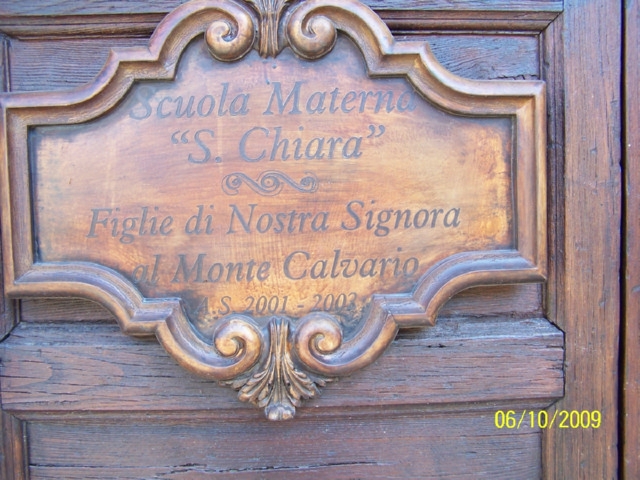 Scuola Materna
“S. Chiara”
Figlie di Nostra Signora
al Monte Calvario
A.S. 2001 - 2002
06/10/2009